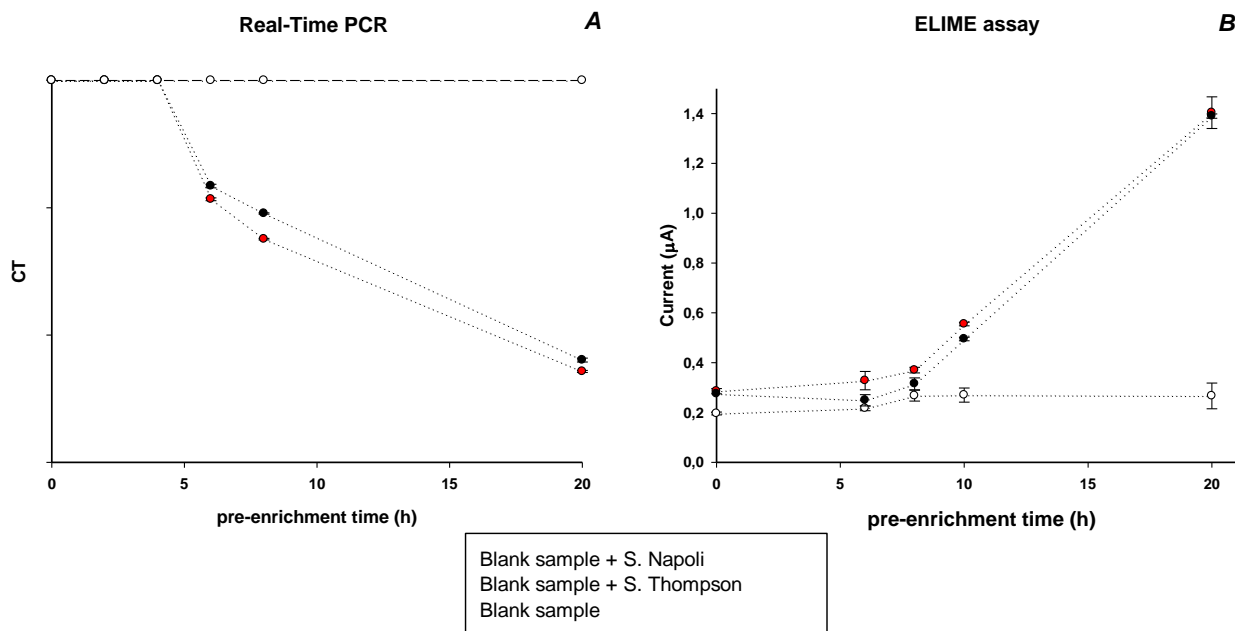 Real-Time PCR
A
CT
0
5
10
15
20
pre-enrichment time (h)
ELIME assay
B
Current (µA)
1,4
1,2
1,0
0,8
0,6
0,4
0,2
0,0
0
5
10
15
20
pre-enrichment time (h)
Blank sample + S. Napoli
Blank sample + S. Thompson
Blank sample